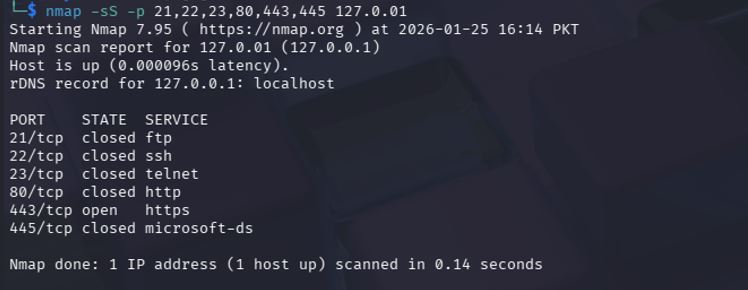 └─$ nmap -sS -p 21,22,23,80,443,445 127.0.01
Starting Nmap 7.95 ( https://nmap.org ) at 2026-01-25 16:14 PKT
Nmap scan report for 127.0.01 (127.0.0.1)
Host is up (0.000096s latency).
rDNS record for 127.0.0.1: localhost
PORT    STATE  SERVICE
21/tcp  closed ftp
22/tcp  closed ssh
23/tcp  closed telnet
80/tcp  closed http
443/tcp open   https
445/tcp closed microsoft-ds
Nmap done: 1 IP address (1 host up) scanned in 0.14 seconds